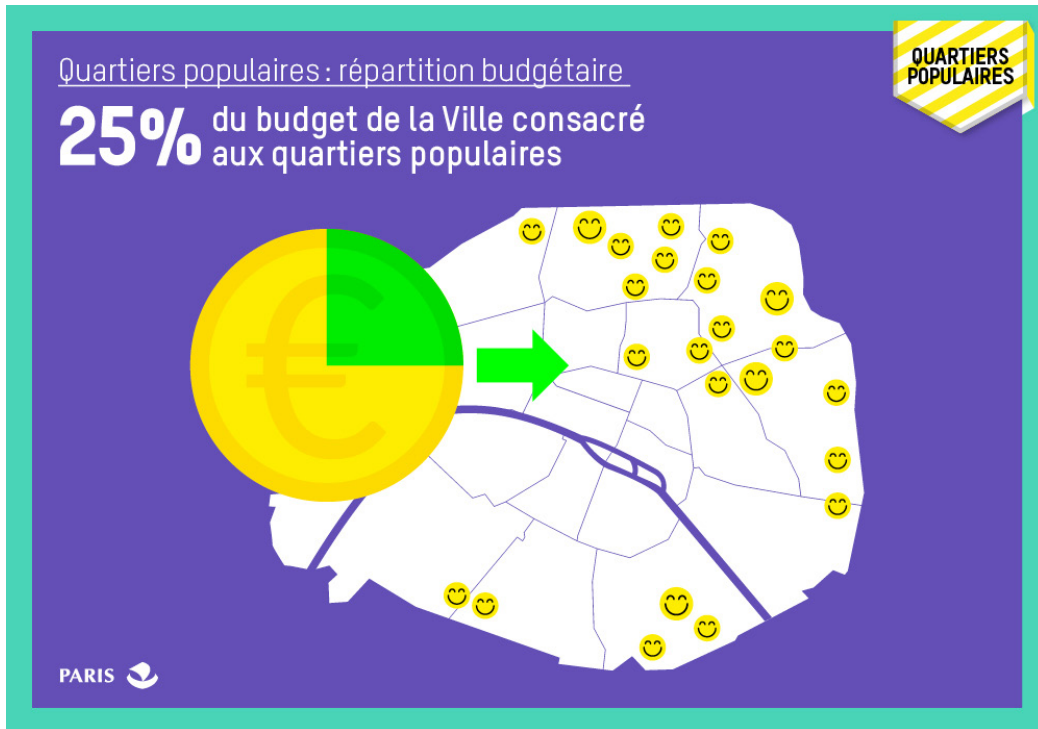 Quartiers populaires : répartition budgétaire
25% du budget de la Ville consacré
aux quartiers populaires
QUARTIERS
POPULAIRES
€
PARIS